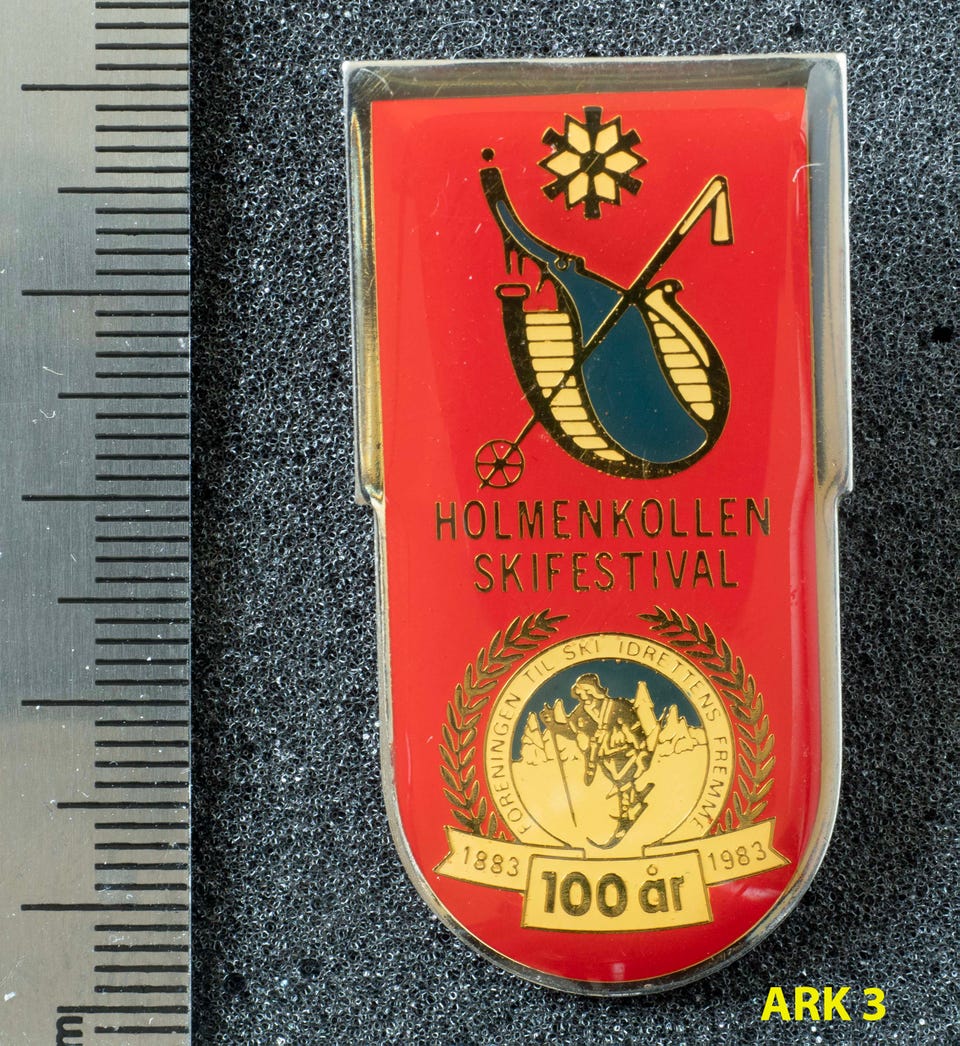 HOLMENKOLLEN
SKIFESTIVAL
FORENINGEN TIL SKI IDRETTENS FREMME
1883 1983
100 år
ARK 3